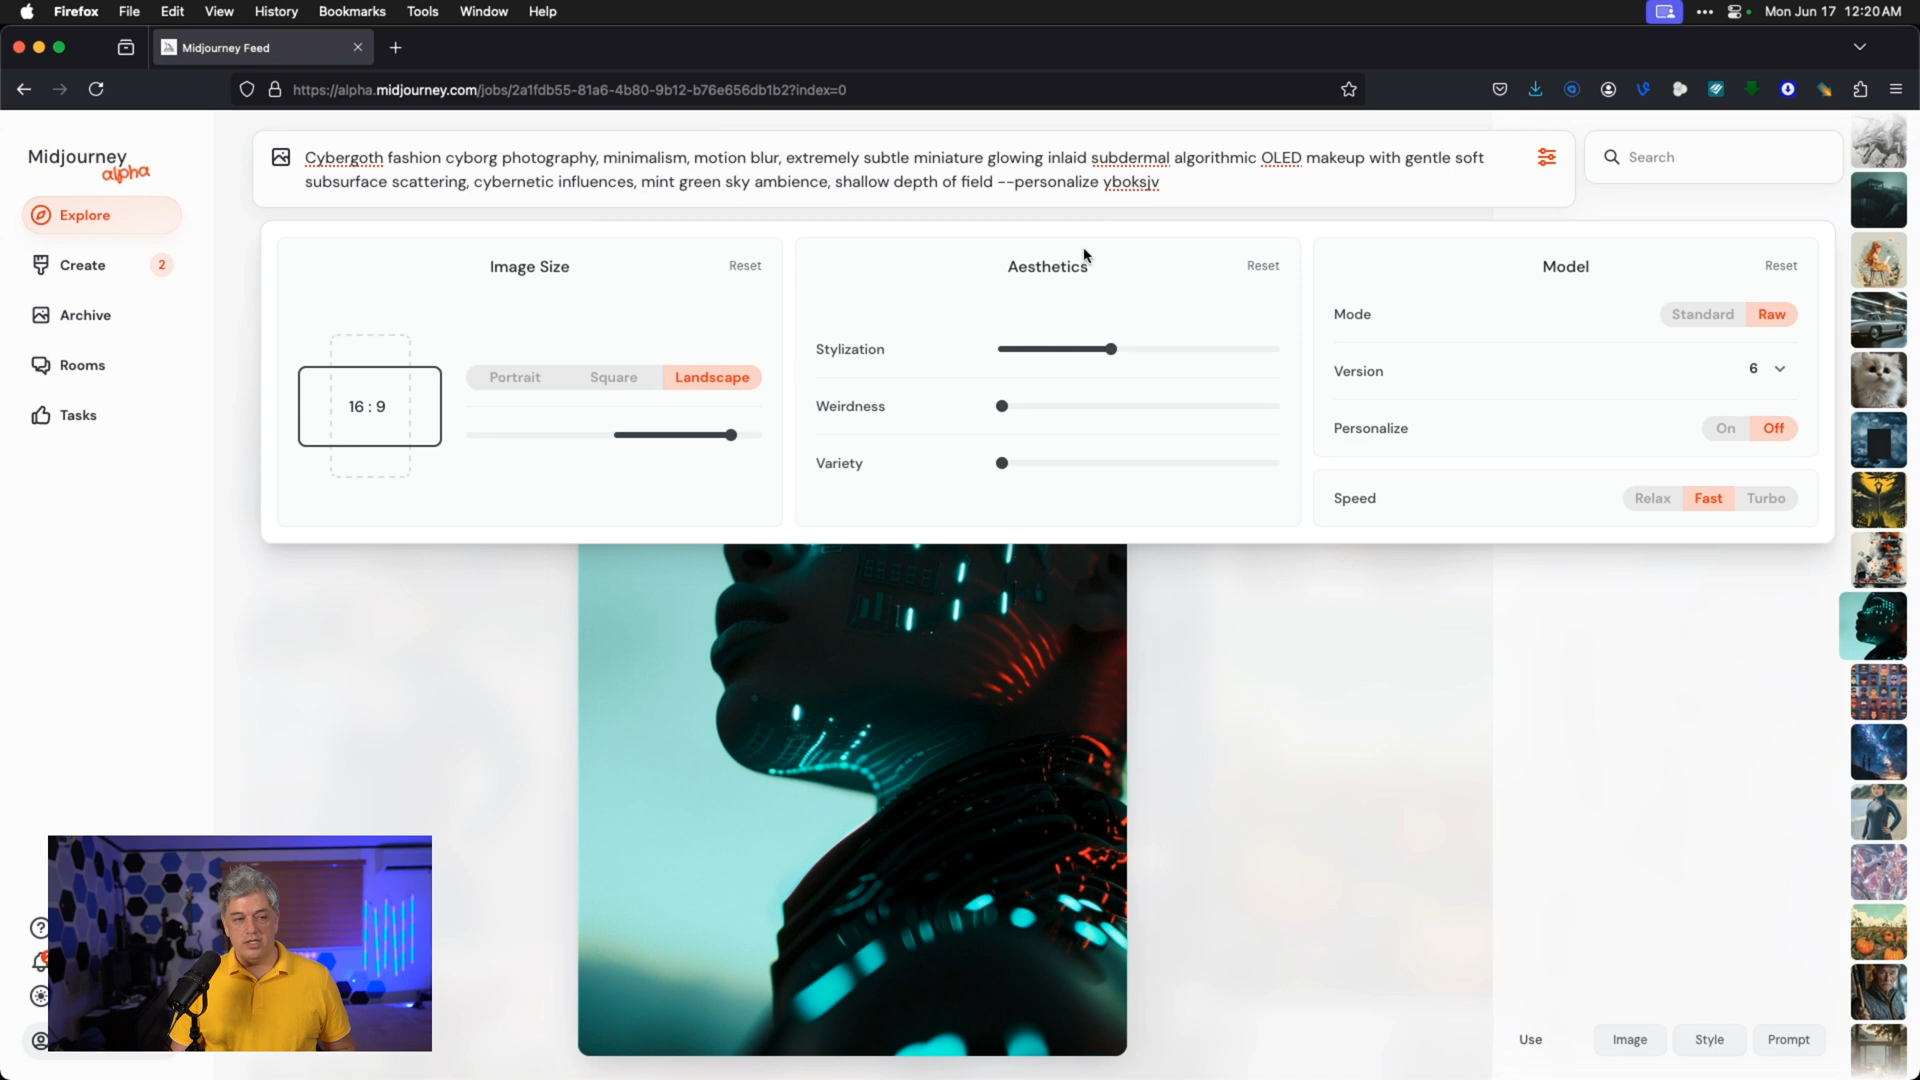 Firefox File Edit View History Bookmarks Tools Window Help
Mon Jun 17 12:20 AM
Midjourney Feed
https://alpha.midjourney.com/jobs/2a1fdb55-81a6-4b80-9b12-b76e656db1b2?index=0
Midjourney
alpha
Cybergoth fashion cyborg photography, minimalism, motion blur, extremely subtle miniature glowing inlaid subdermal algorithmic OLED makeup with gentle soft
subsurface scattering, cybernetic influences, mint green sky ambience, shallow depth of field --personalize yboksjv
Search
Explore
Create 2
Archive
Rooms
Tasks
Image Size Reset
16 : 9
Portrait Square Landscape
Aesthetics Reset
Stylization
Weirdness
Variety
Model Reset
Mode Standard Raw
Version 6
Personalize On Off
Speed Relax Fast Turbo
Use Image Style Prompt